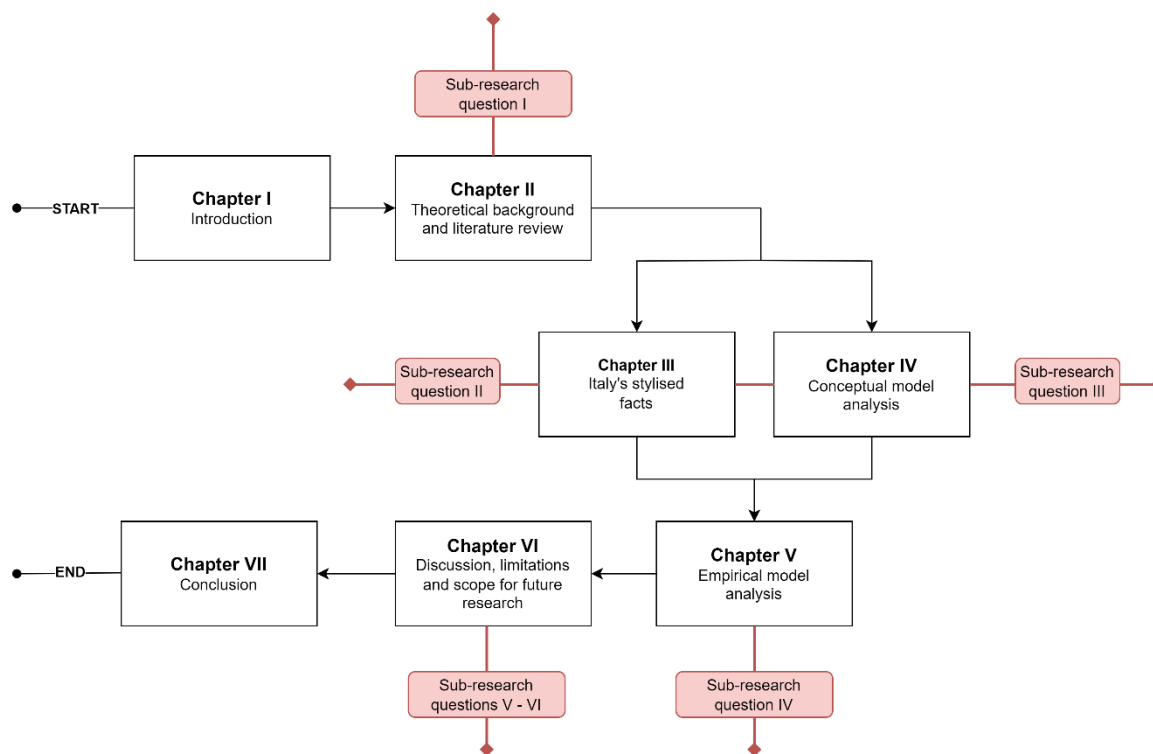 Sub-research
question I
START
Chapter I
Introduction
Chapter II
Theoretical background
and literature review
Sub-research
question II
Chapter III
Italy's stylised
facts
Chapter IV
Conceptual model
analysis
Sub-research
question III
END
Chapter VII
Conclusion
Chapter VI
Discussion, limitations
and scope for future
research
Chapter V
Empirical model
analysis
Sub-research
questions V - VI
Sub-research
question IV